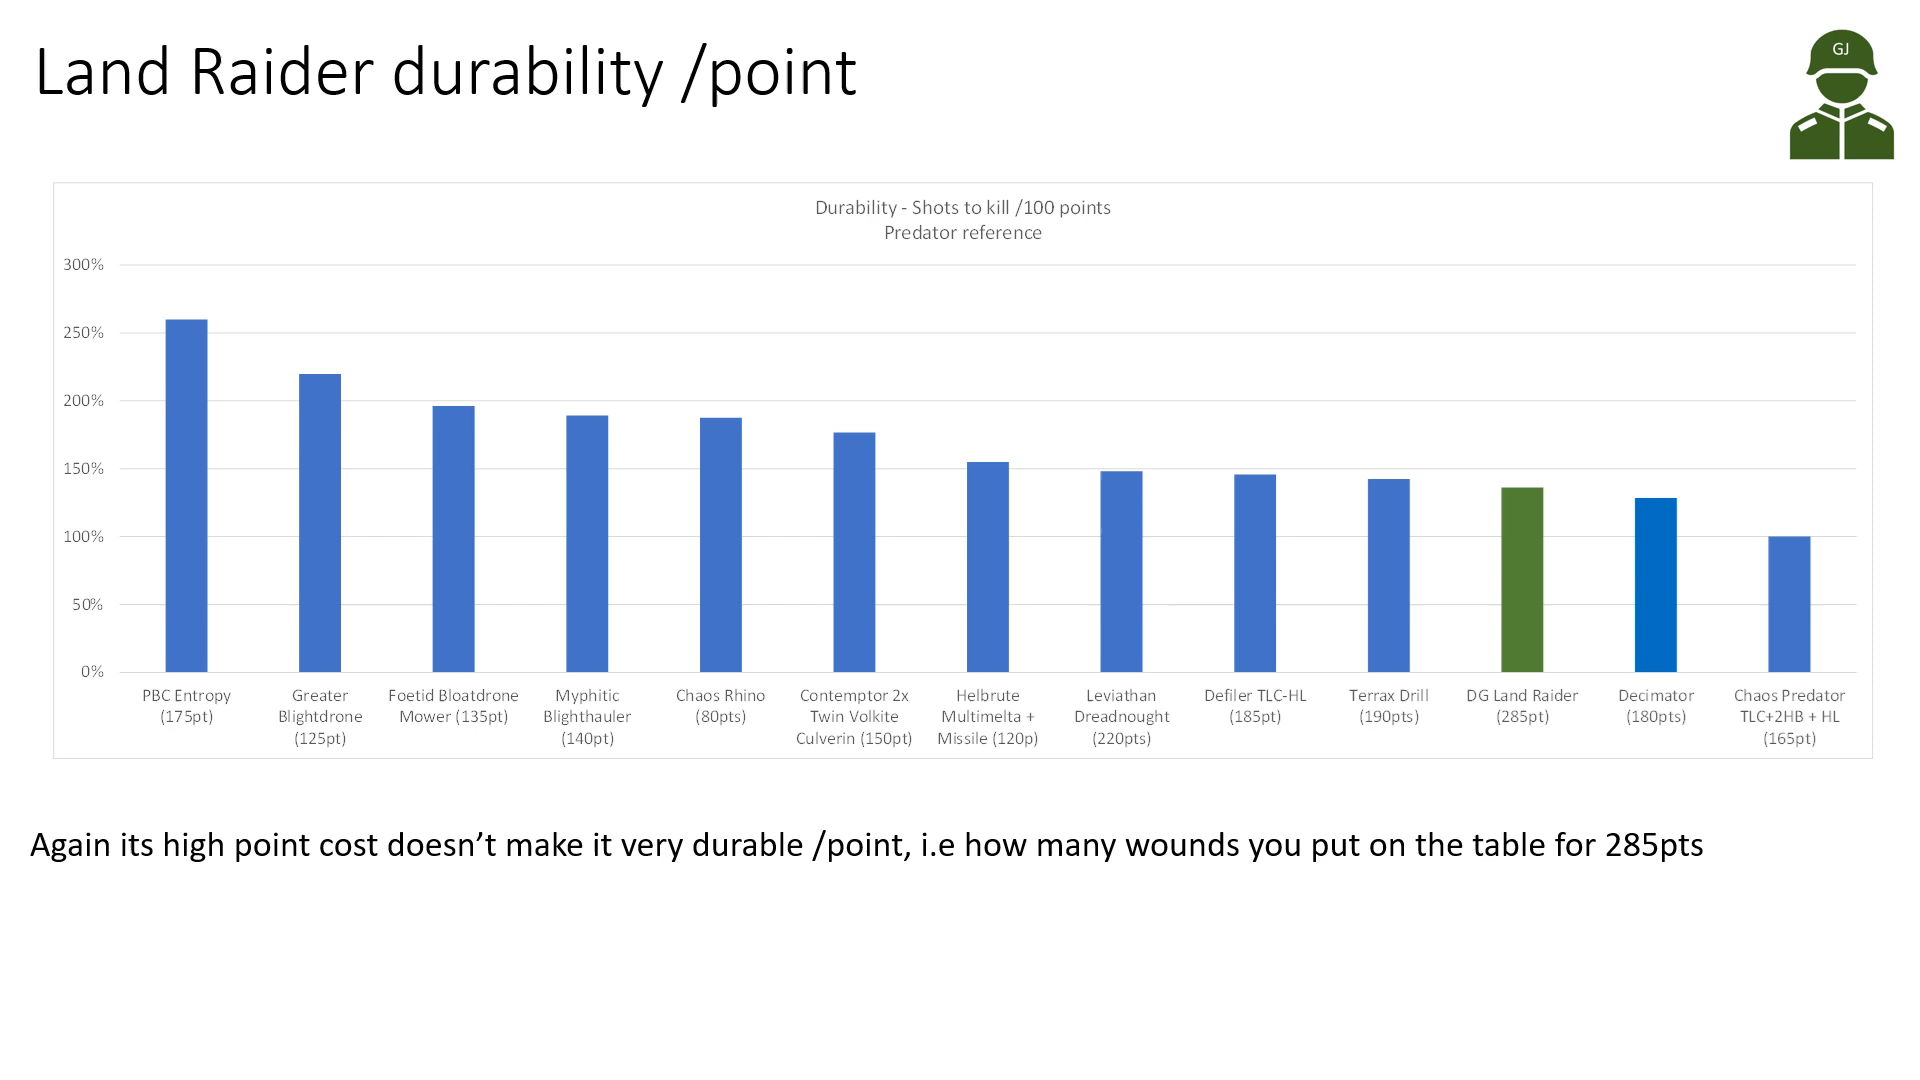 Land Raider durability /point
GJ
Durability - Shots to kill /100 points
Predator reference
300%
250%
200%
150%
100%
50%
0%
PBC Entropy
(175pt)
Greater
Blightdrone
(125pt)
Foetid Bloatdrone
Mower (135pt)
Myphitic
Blighthauler
(140pt)
Chaos Rhino
(80pts)
Contemptor 2x
Twin Volkite
Culverin (150pt)
Helbrute
Multimelta +
Missile (120p)
Leviathan
Dreadnought
(220pts)
Defiler TLC-HL
(185pt)
Terrax Drill
(190pts)
DG Land Raider
(285pt)
Decimator
(180pts)
Chaos Predator
TLC+2HB + HL
(165pt)
Again its high point cost doesn’t make it very durable /point, i.e how many wounds you put on the table for 285pts